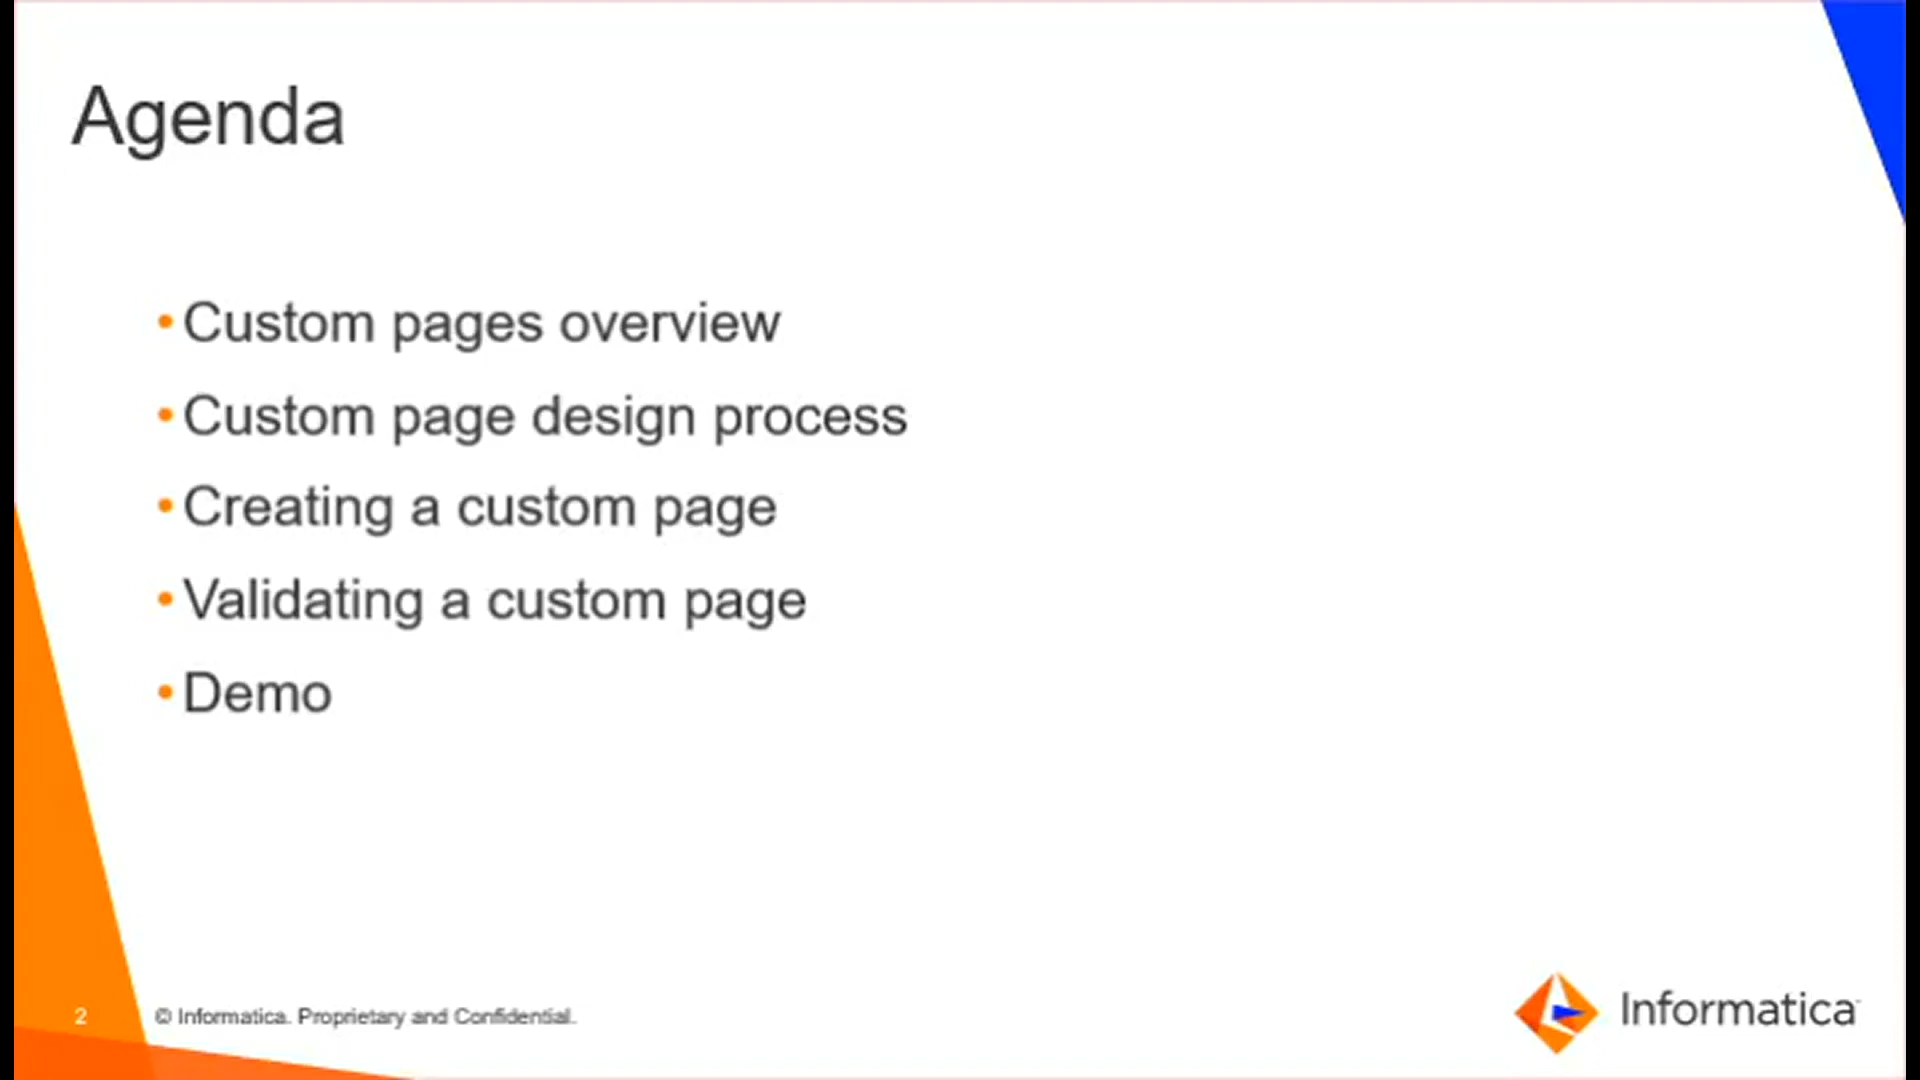 Agenda
• Custom pages overview
• Custom page design process
• Creating a custom page
• Validating a custom page
• Demo
2
© Informatica. Proprietary and Confidential.
Informatica